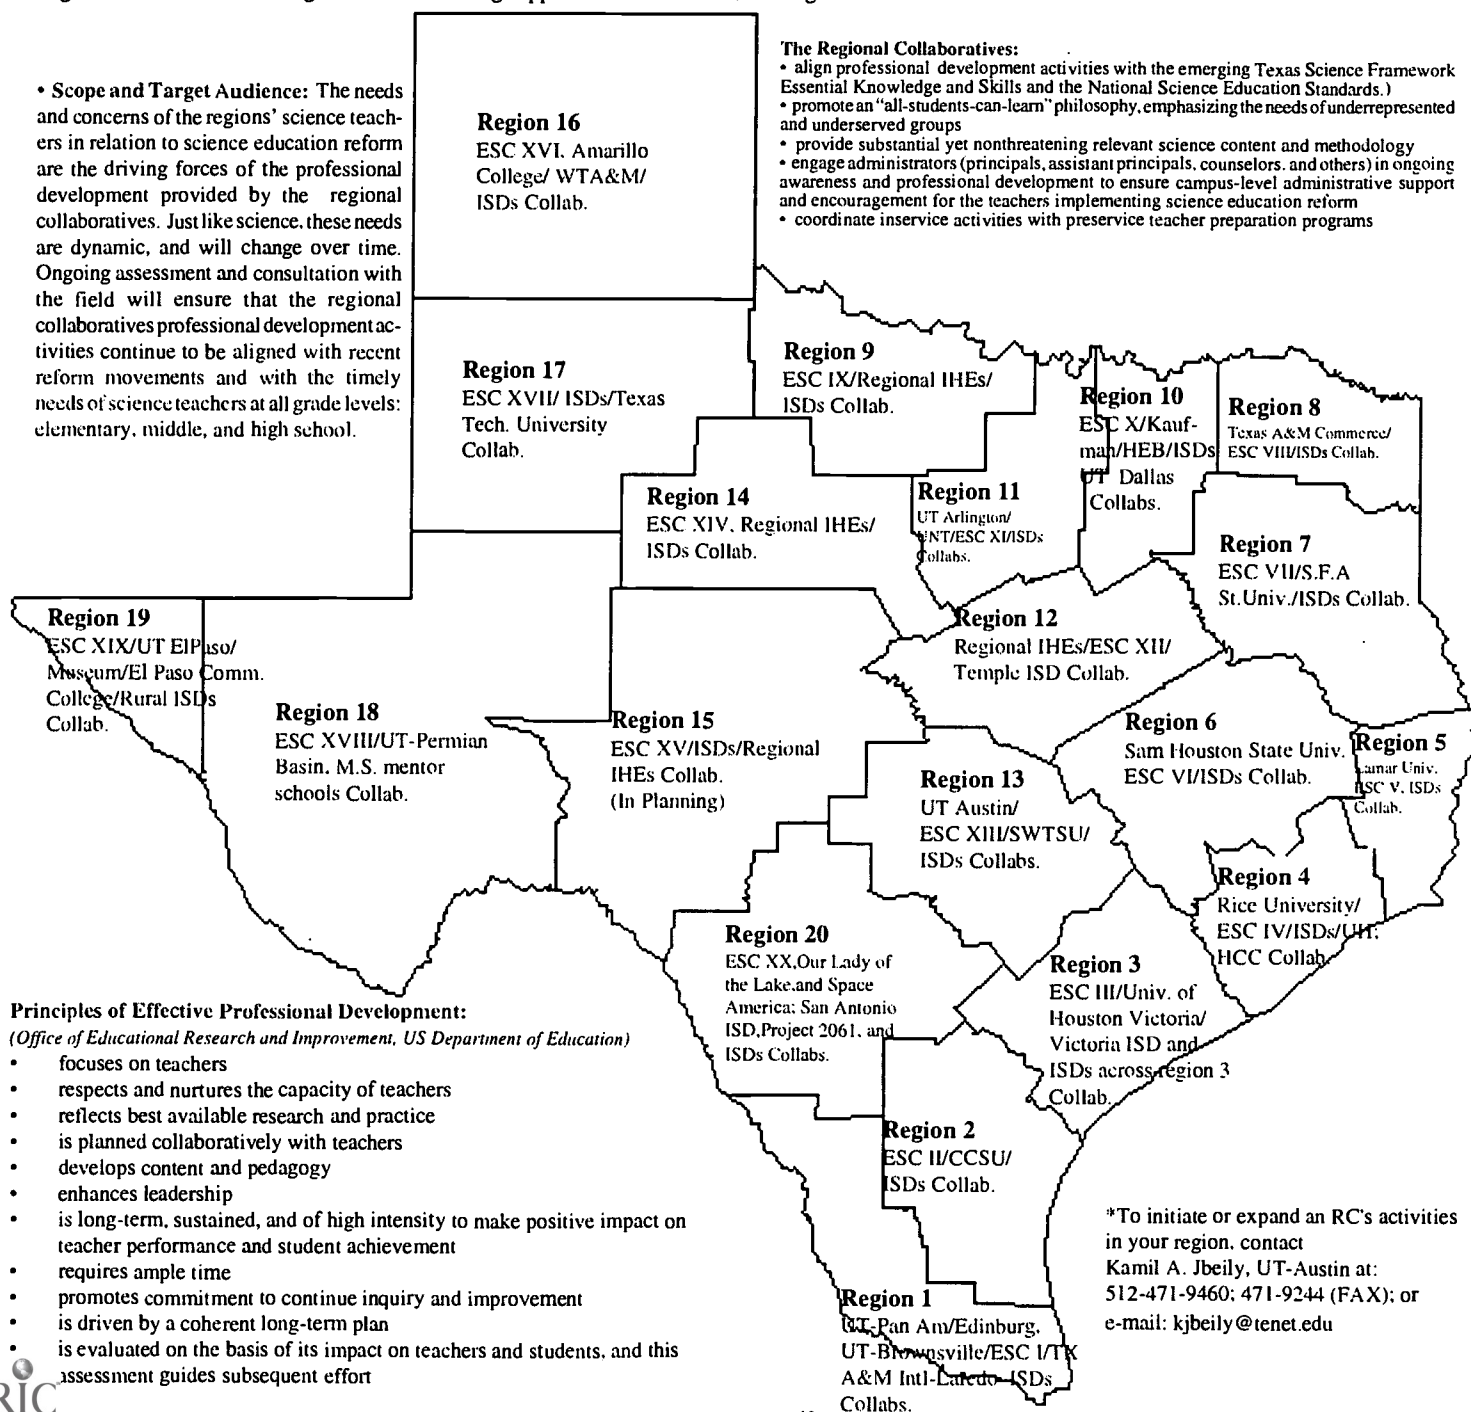 • Scope and Target Audience: The needs
and concerns of the regions' science teach-
ers in relation to science education reform
are the driving forces of the professional
development provided by the regional
collaboratives. Just like science, these needs
are dynamic, and will change over time.
Ongoing assessment and consultation with
the field will ensure that the regional
collaboratives professional development ac-
tivities continue to be aligned with recent
reform movements and with the timely
needs of science teachers at all grade levels:
elementary, middle, and high school.
The Regional Collaboratives:
• align professional development activities with the emerging Texas Science Framework
Essential Knowledge and Skills and the National Science Education Standards.)
• promote an "all-students-can-learn" philosophy, emphasizing the needs of underrepresented
and underserved groups
• provide substantial yet nonthreatening relevant science content and methodology
• engage administrators (principals, assistant principals, counselors, and others) in ongoing
awareness and professional development to ensure campus-level administrative support
and encouragement for the teachers implementing science education reform
• coordinate inservice activities with preservice teacher preparation programs
Region 16
ESC XVI, Amarillo
College/ WTA&M/
ISDs Collab.
Region 17
ESC XVII/ ISDs/Texas
Tech. University
Collab.
Region 9
ESC IX/Regional IHEs/
ISDs Collab.
Region 10
ESC X/Kauf-
man/HEB/ISDs
UT Dallas
Collabs.
Region 8
Texas A&M Commerce/
ESC VIII/ISDs Collab.
Region 14
ESC XIV, Regional IHEs/
ISDs Collab.
Region 11
UT Arlington/
UNT/ESC XI/ISDs
Collabs.
Region 7
ESC VII/S.F.A
St.Univ./ISDs Collab.
Region 19
ESC XIX/UT ElPaso/
Museum/El Paso Comm.
College/Rural ISDs
Collab.
Region 12
Regional IHEs/ESC XII/
Temple ISD Collab.
Region 18
ESC XVIII/UT-Permian
Basin, M.S. mentor
schools Collab.
Region 15
ESC XV/ISDs/Regional
IHEs Collab.
(In Planning)
Region 6
Sam Houston State Univ.
ESC VI/ISDs Collab.
Region 5
Lamar Univ.
ESC V, ISDs
Collab.
Region 13
UT Austin/
ESC XIII/SWTSU/
ISDs Collabs.
Region 4
Rice University/
ESC IV/ISDs/UH;
HCC Collab
Region 20
ESC XX,Our Lady of
the Lake,and Space
America; San Antonio
ISD,Project 2061, and
ISDs Collabs.
Region 3
ESC III/Univ. of
Houston Victoria/
Victoria ISD and
ISDs across region 3
Collab.
Principles of Effective Professional Development:
(Office of Educational Research and Improvement, US Department of Education)
• focuses on teachers
• respects and nurtures the capacity of teachers
• reflects best available research and practice
• is planned collaboratively with teachers
• develops content and pedagogy
• enhances leadership
• is long-term, sustained, and of high intensity to make positive impact on
teacher performance and student achievement
• requires ample time
• promotes commitment to continue inquiry and improvement
• is driven by a coherent long-term plan
• is evaluated on the basis of its impact on teachers and students, and this
assessment guides subsequent effort
Region 2
ESC II/CCSU/
ISDs Collab.
Region 1
UT-Pan Am/Edinburg,
UT-Brownsville/ESC I/TX
A&M Intl-Laredo ISDs
Collabs.
*To initiate or expand an RC's activities
in your region, contact
Kamil A. Jbeily, UT-Austin at:
512-471-9460; 471-9244 (FAX); or
e-mail: kjbeily@tenet.edu
RIC